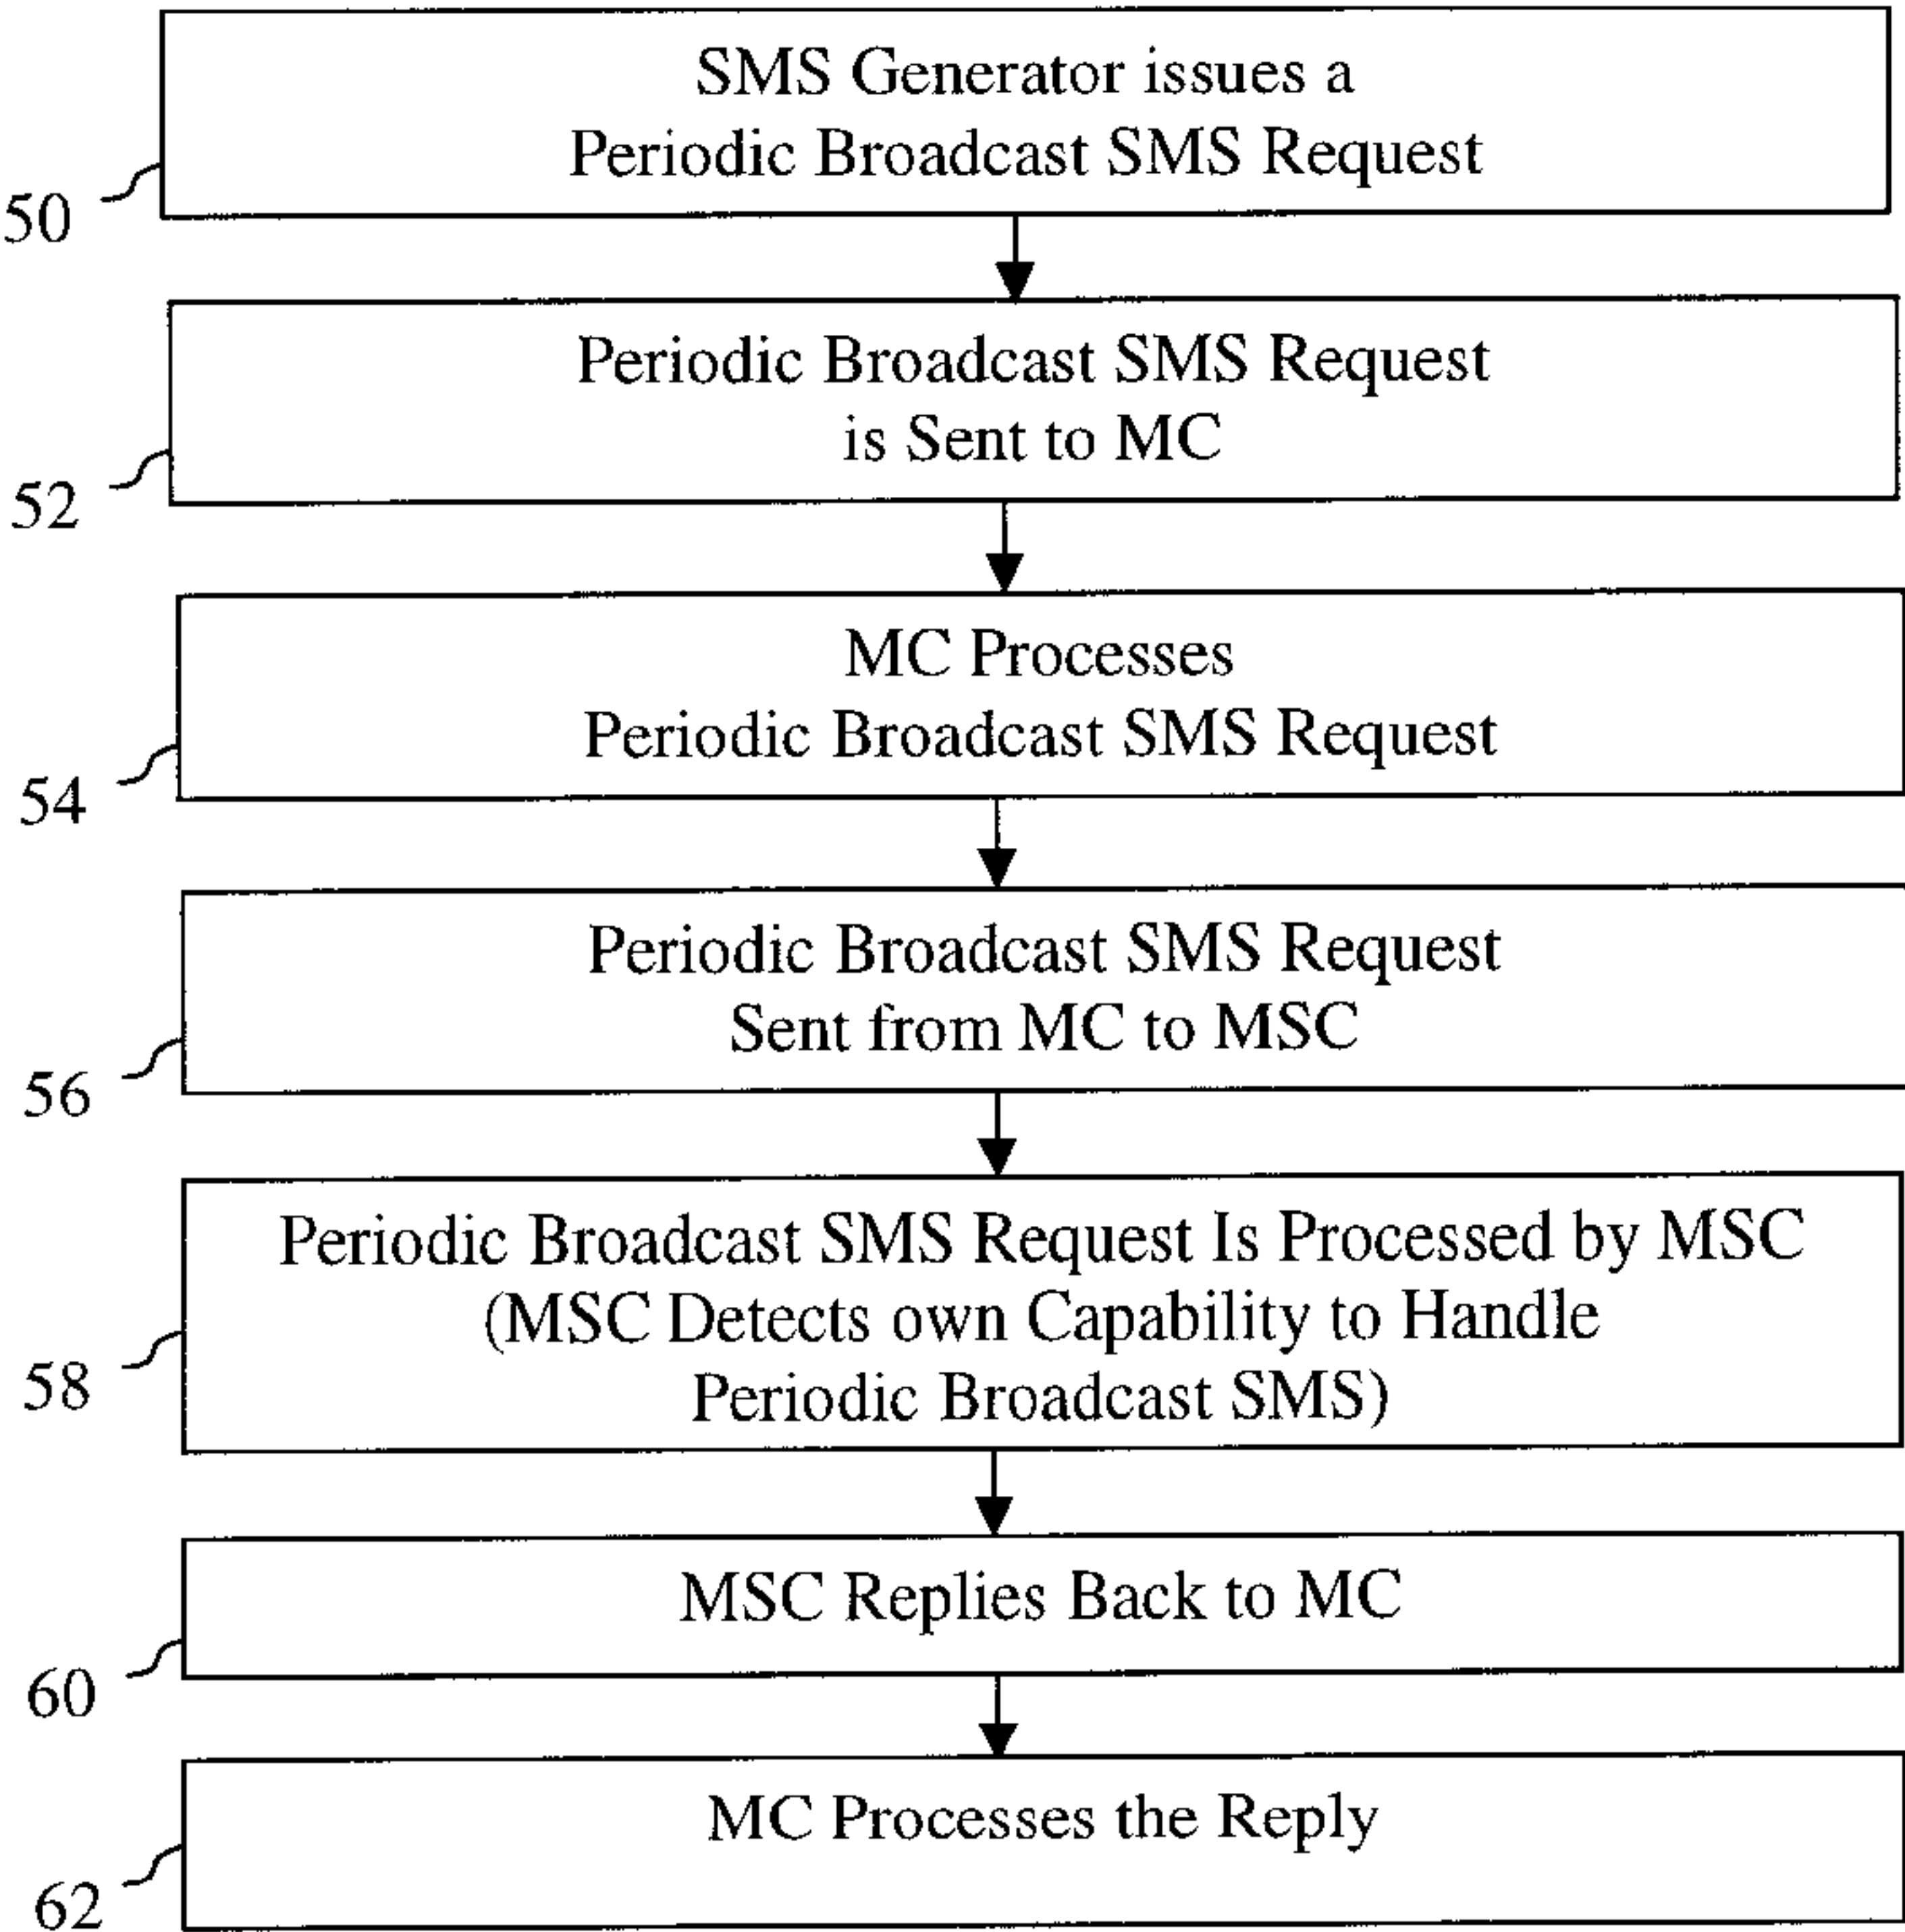 SMS Generator issues a
Periodic Broadcast SMS Request
50
Periodic Broadcast SMS Request
is Sent to MC
52
MC Processes
Periodic Broadcast SMS Request
54
Periodic Broadcast SMS Request
Sent from MC to MSC
56
Periodic Broadcast SMS Request Is Processed by MSC
(MSC Detects own Capability to Handle
Periodic Broadcast SMS)
58
MSC Replies Back to MC
60
MC Processes the Reply
62